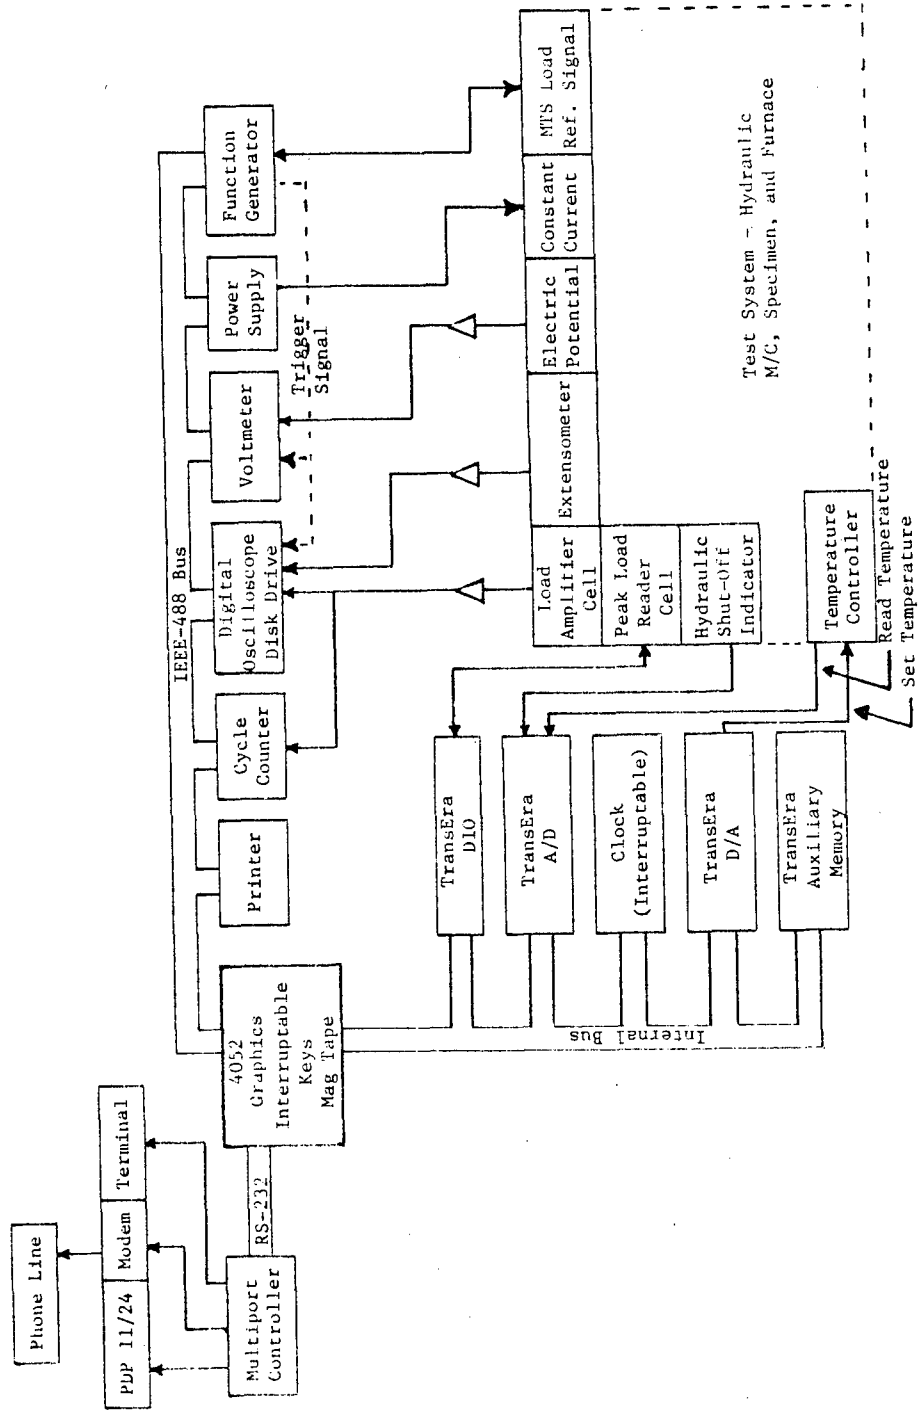 Phone Line
PDP 11/24
Modem
Terminal
Multiport
Controller
RS-232
4052
Graphics
Interruptable
Keys
Mag Tape
IEEE-488 Bus
Printer
Cycle
Counter
Digital
Oscilloscope
Disk Drive
Voltmeter
Power
Supply
Function
Generator
Trigger
Signal
Internal Bus
TransEra
DIO
TransEra
A/D
Clock
(Interruptable)
TransEra
D/A
TransEra
Auxiliary
Memory
Load
Amplifier
Cell
Peak Load
Reader
Cell
Hydraulic
Shut-Off
Indicator
Extensometer
Electric
Potential
Constant
Current
MTS Load
Ref. Signal
Temperature
Controller
Read Temperature
Set Temperature
Test System - Hydraulic
M/C, Specimen, and Furnace